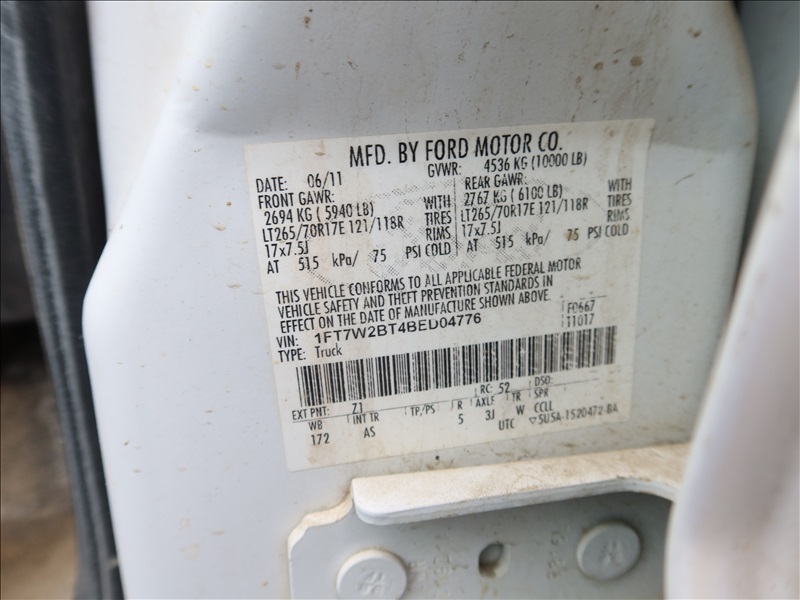 MFD. BY FORD MOTOR CO.
DATE: 06/11 GVWR: 4536 KG (10000 LB)
FRONT GAWR: REAR GAWR:
2694 KG ( 5940 LB) WITH 2767 KG ( 6100 LB) WITH
LT265/70R17E 121/118R TIRES LT265/70R17E 121/118R TIRES
17x7.5J RIMS 17x7.5J RIMS
AT 515 kPa/ 75 PSI COLD AT 515 kPa/ 75 PSI COLD
THIS VEHICLE CONFORMS TO ALL APPLICABLE FEDERAL MOTOR
VEHICLE SAFETY AND THEFT PREVENTION STANDARDS IN
EFFECT ON THE DATE OF MANUFACTURE SHOWN ABOVE.
VIN: 1FT7W2BT4BED04776 F0667
TYPE: Truck 11017
RC: 52 DSO:
EXT PNT: Z1
WB INT TR TP/PS R AXLE TR SPR
172 AS 5 3J W CCLL
UTC ▽5U5A-1520472-BA